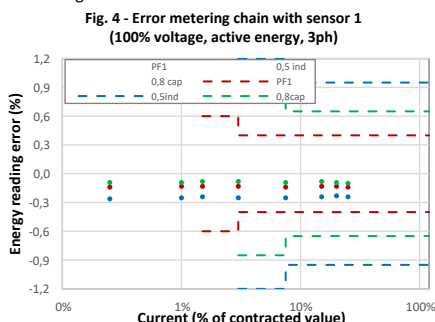 Fig. 4 - Error metering chain with sensor 1
(100% voltage, active energy, 3ph)
Energy reading error (%)
1,2
0,9
0,6
0,3
0,0
-0,3
-0,6
-0,9
-1,2
PF1
0,5 ind
0,8 cap
PF1
0,5ind
0,8cap
0%
1%
10%
100%
Current (% of contracted value)